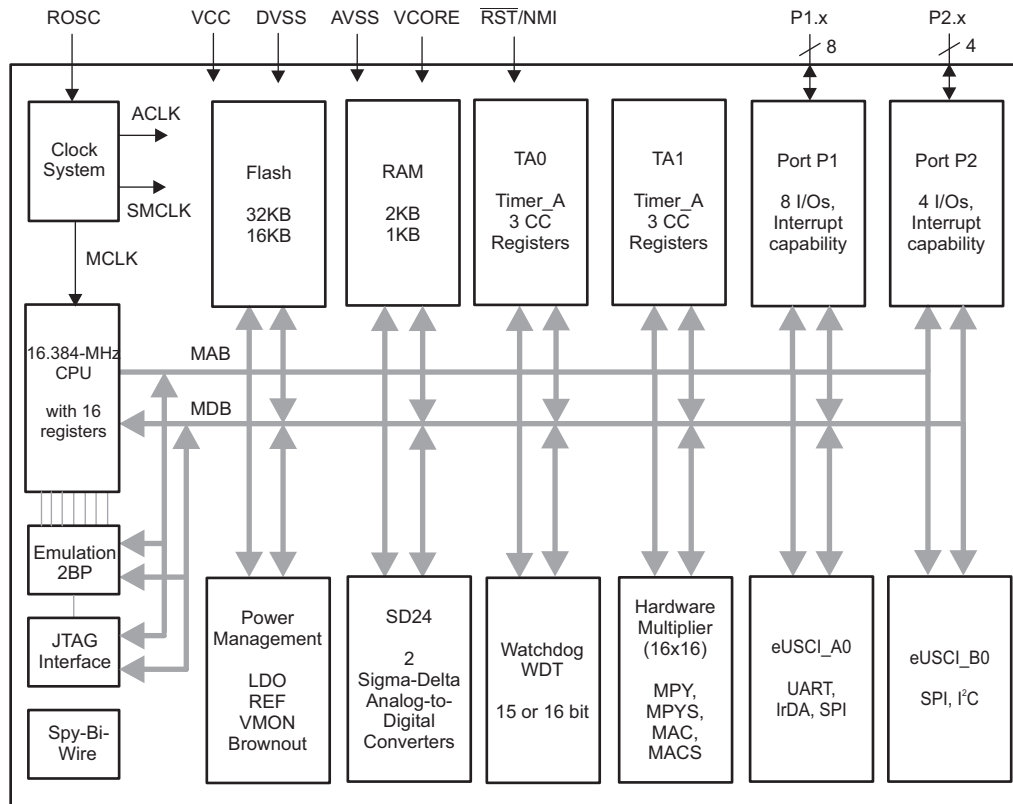 ROSC
VCC
DVSS
AVSS
VCORE
RST/NMI
P1.x
P2.x
8
4
Clock
System
ACLK
SMCLK
MCLK
Flash
32KB
16KB
RAM
2KB
1KB
TA0
Timer_A
3 CC
Registers
TA1
Timer_A
3 CC
Registers
Port P1
8 I/Os,
Interrupt
capability
Port P2
4 I/Os,
Interrupt
capability
16.384-MHz
CPU
with 16
registers
MAB
MDB
Emulation
2BP
JTAG
Interface
Spy-Bi-
Wire
Power
Management
LDO
REF
VMON
Brownout
SD24
2
Sigma-Delta
Analog-to-
Digital
Converters
Watchdog
WDT
15 or 16 bit
Hardware
Multiplier
(16x16)
MPY,
MPYS,
MAC,
MACS
eUSCI_A0
UART,
IrDA, SPI
eUSCI_B0
SPI, I²C